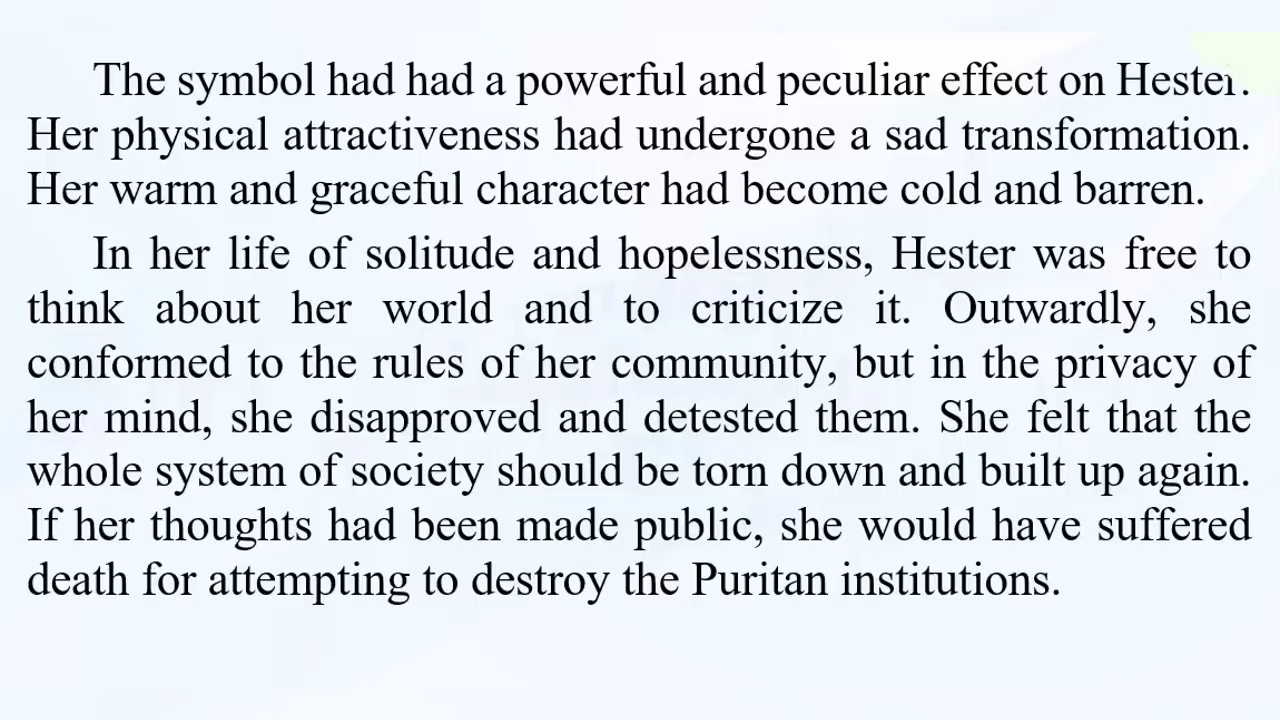 The symbol had had a powerful and peculiar effect on Hester.
Her physical attractiveness had undergone a sad transformation.
Her warm and graceful character had become cold and barren.
In her life of solitude and hopelessness, Hester was free to
think about her world and to criticize it. Outwardly, she
conformed to the rules of her community, but in the privacy of
her mind, she disapproved and detested them. She felt that the
whole system of society should be torn down and built up again.
If her thoughts had been made public, she would have suffered
death for attempting to destroy the Puritan institutions.